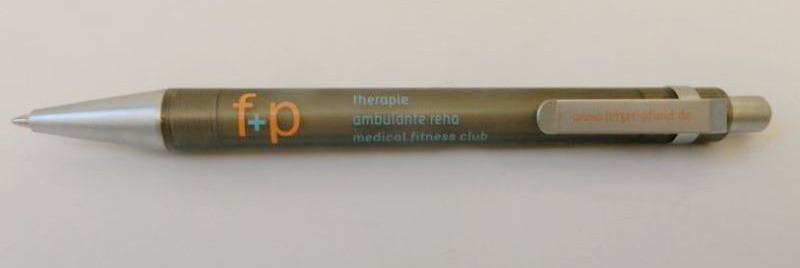 f+p
therapie
ambulante reha
medical fitness club